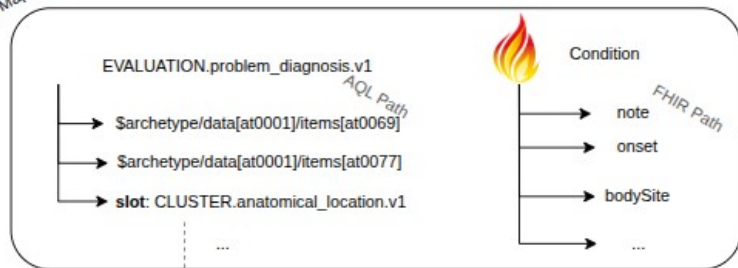 EVALUATION.problem_diagnosis.v1
AQL Path
$archetype/data[at0001]/items[at0069]
$archetype/data[at0001]/items[at0077]
slot: CLUSTER.anatomical_location.v1
...
Condition
FHIR Path
note
onset
bodySite
...